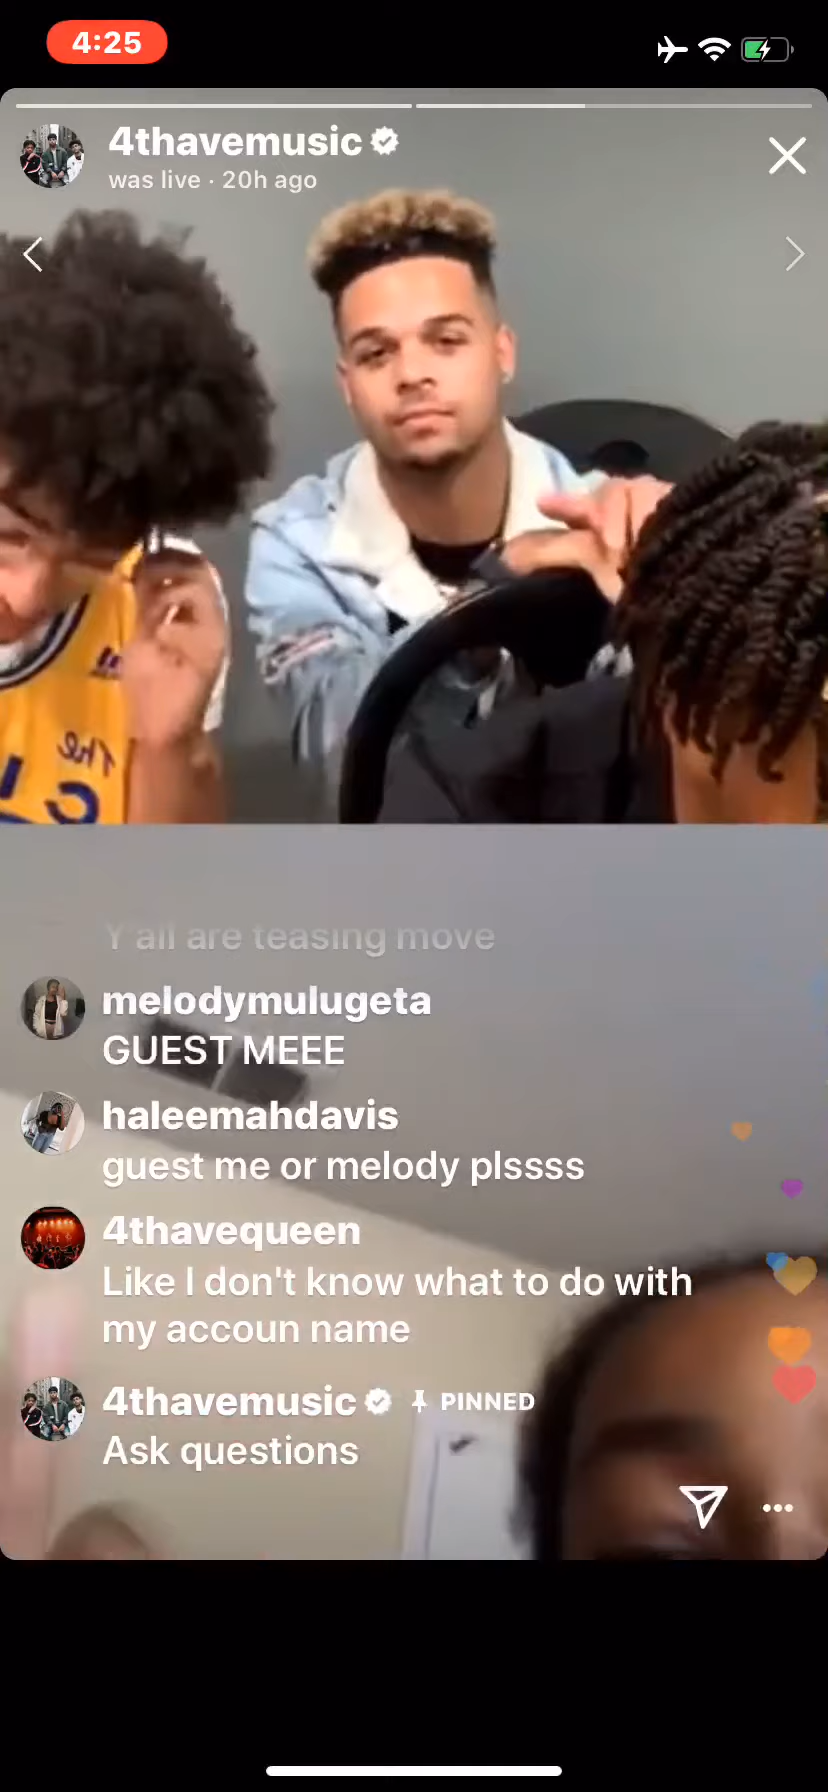 4:25
4thavemusic
was live · 20h ago
The
Y'all are teasing move
melodymulugeta
GUEST MEEE
haleemahdavis
guest me or melody plssss
4thavequeen
Like I don't know what to do with
my accoun name
4thavemusic PINNED
Ask questions